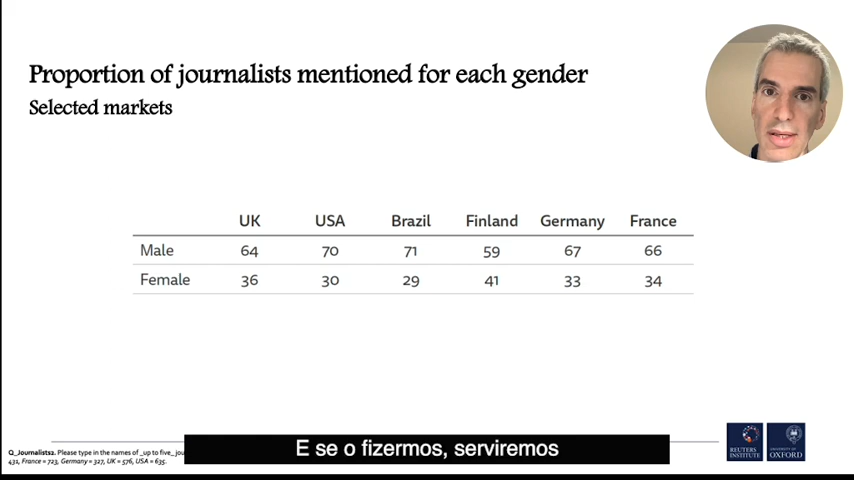 Proportion of journalists mentioned for each gender
Selected markets
UK USA Brazil Finland Germany France
Male 64 70 71 59 67 66
Female 36 30 29 41 33 34
E se o fizermos, serviremos
Q_Journalists2. Please type in the names of _up to five_jou
431, France = 723, Germany = 327, UK = 576, USA = 635.
REUTERS
INSTITUTE
UNIVERSITY OF
OXFORD